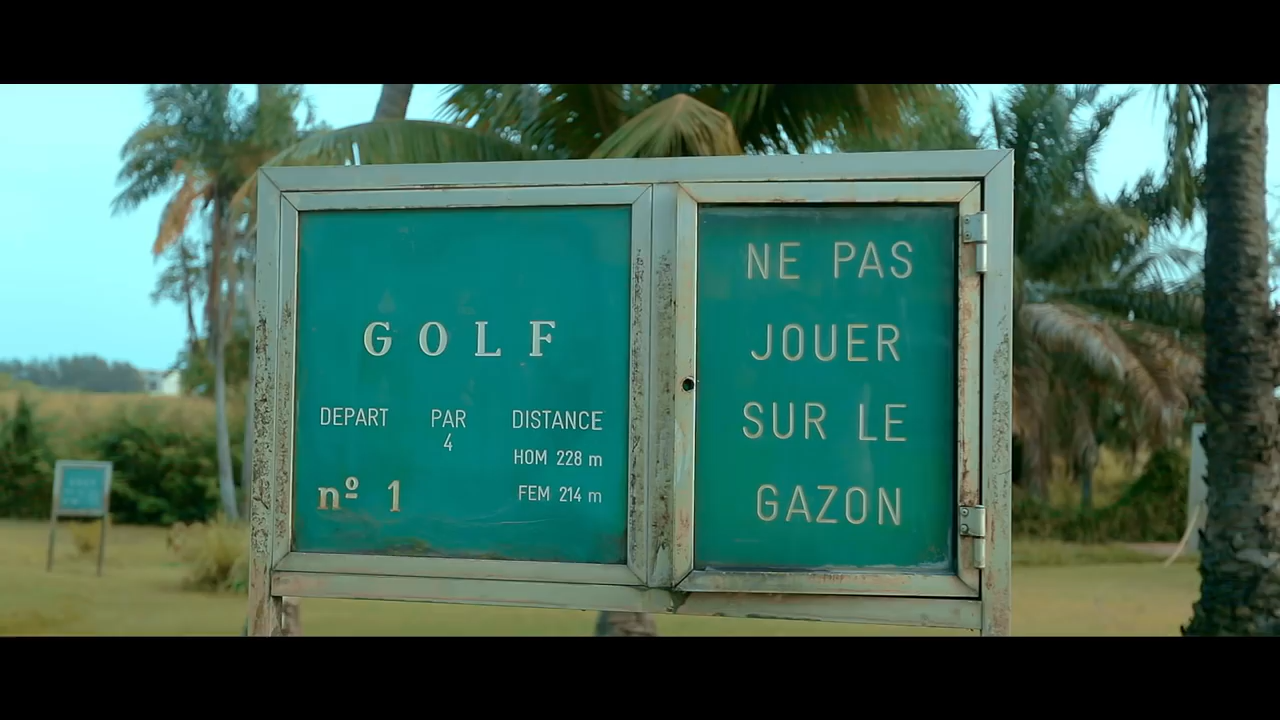 GOLF
DEPART PAR DISTANCE
4
HOM 228 m
FEM 214 m
nº 1
NE PAS
JOUER
SUR LE
GAZON